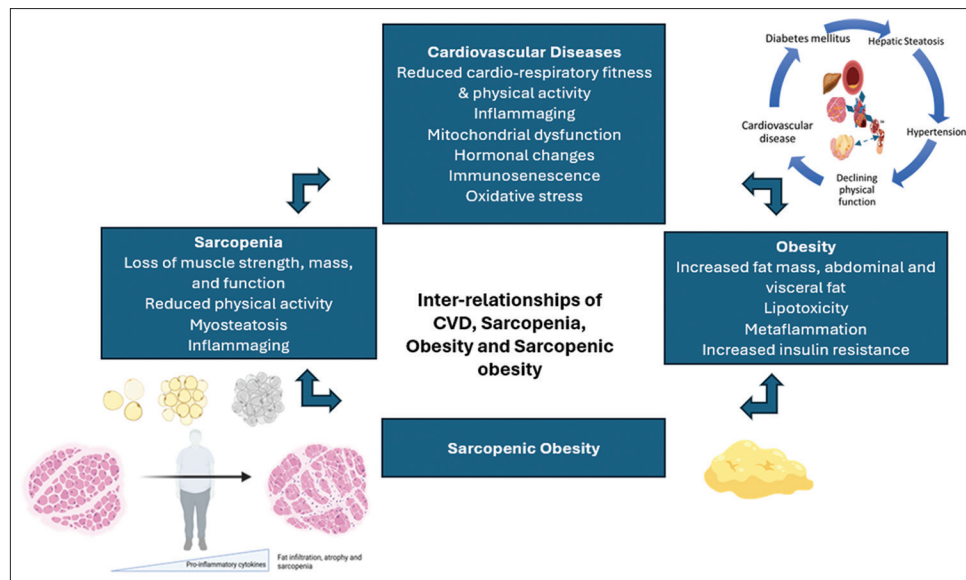 Cardiovascular Diseases
Reduced cardio-respiratory fitness
& physical activity
Inflammaging
Mitochondrial dysfunction
Hormonal changes
Immunosenescence
Oxidative stress
Diabetes mellitus
Hepatic Steatosis
Hypertension
Declining
physical
function
Cardiovascular
disease
Sarcopenia
Loss of muscle strength, mass,
and function
Reduced physical activity
Myosteatosis
Inflammaging
Inter-relationships of
CVD, Sarcopenia,
Obesity and Sarcopenic
obesity
Obesity
Increased fat mass, abdominal and
visceral fat
Lipotoxicity
Metaflammation
Increased insulin resistance
Sarcopenic Obesity
Pro-inflammatory cytokines
Fat infiltration, atrophy and
sarcopenia